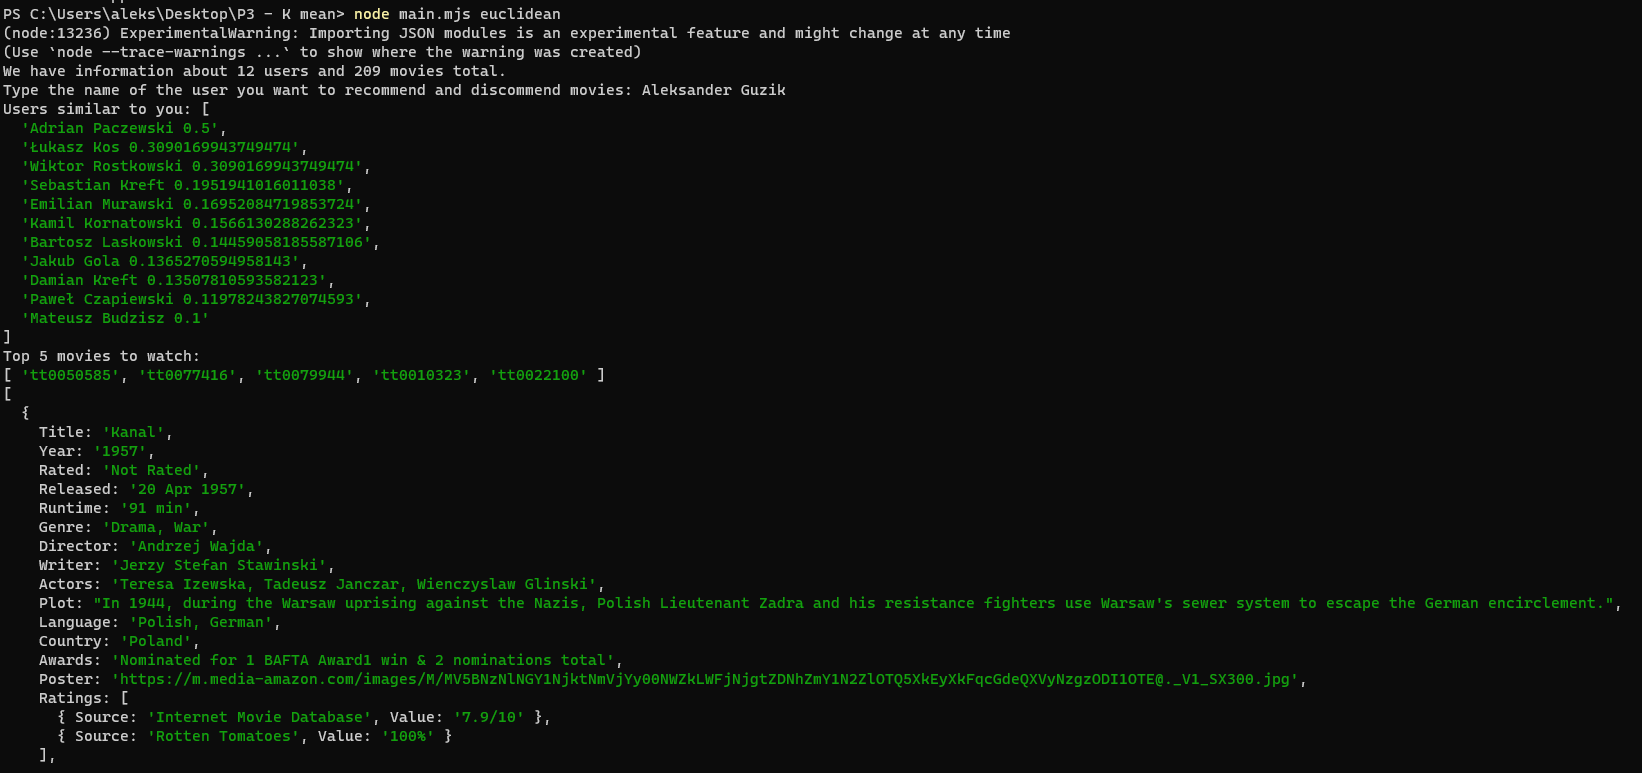 PS C:\Users\aleks\Desktop\P3 - K mean> node main.mjs euclidean
(node:13236) ExperimentalWarning: Importing JSON modules is an experimental feature and might change at any time
(Use `node --trace-warnings ...` to show where the warning was created)
We have information about 12 users and 209 movies total.
Type the name of the user you want to recommend and discommend movies: Aleksander Guzik
Users similar to you: [
  'Adrian Paczewski 0.5',
  'Łukasz Kos 0.3090169943749474',
  'Wiktor Rostkowski 0.3090169943749474',
  'Sebastian Kreft 0.1951941016011038',
  'Emilian Murawski 0.16952084719853724',
  'Kamil Kornatowski 0.1566130288262323',
  'Bartosz Laskowski 0.14459058185587106',
  'Jakub Gola 0.1365270594958143',
  'Damian Kreft 0.13507810593582123',
  'Paweł Czapiewski 0.11978243827074593',
  'Mateusz Budzisz 0.1'
]
Top 5 movies to watch:
[ 'tt0050585', 'tt0077416', 'tt0079944', 'tt0010323', 'tt0022100' ]
[
  {
    Title: 'Kanal',
    Year: '1957',
    Rated: 'Not Rated',
    Released: '20 Apr 1957',
    Runtime: '91 min',
    Genre: 'Drama, War',
    Director: 'Andrzej Wajda',
    Writer: 'Jerzy Stefan Stawinski',
    Actors: 'Teresa Izewska, Tadeusz Janczar, Wienczyslaw Glinski',
    Plot: "In 1944, during the Warsaw uprising against the Nazis, Polish Lieutenant Zadra and his resistance fighters use Warsaw's sewer system to escape the German encirclement.",
    Language: 'Polish, German',
    Country: 'Poland',
    Awards: 'Nominated for 1 BAFTA Award1 win & 2 nominations total',
    Poster: 'https://m.media-amazon.com/images/M/MV5BNzNlNGY1NjktNmVjYy00NWZkLWFjNjgtZDNhZmY1N2ZlOTQ5XkEyXkFqcGdeQXVyNzgzODI1OTE@._V1_SX300.jpg',
    Ratings: [
      { Source: 'Internet Movie Database', Value: '7.9/10' },
      { Source: 'Rotten Tomatoes', Value: '100%' }
    ],